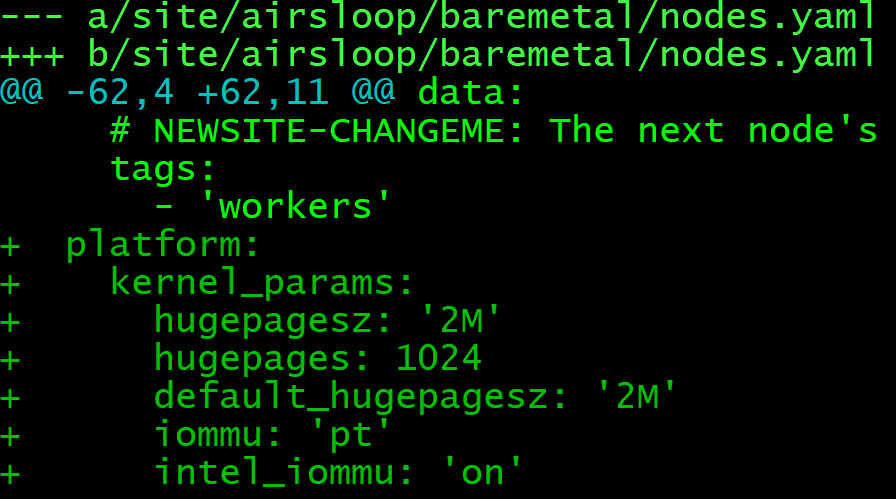 --- a/site/airsloop/baremetal/nodes.yaml
+++ b/site/airsloop/baremetal/nodes.yaml
@@ -62,4 +62,11 @@ data:
     # NEWSITE-CHANGEME: The next node's
     tags:
       - 'workers'
+  platform:
+    kernel_params:
+      hugepagesz: '2M'
+      hugepages: 1024
+      default_hugepagesz: '2M'
+      iommu: 'pt'
+      intel_iommu: 'on'